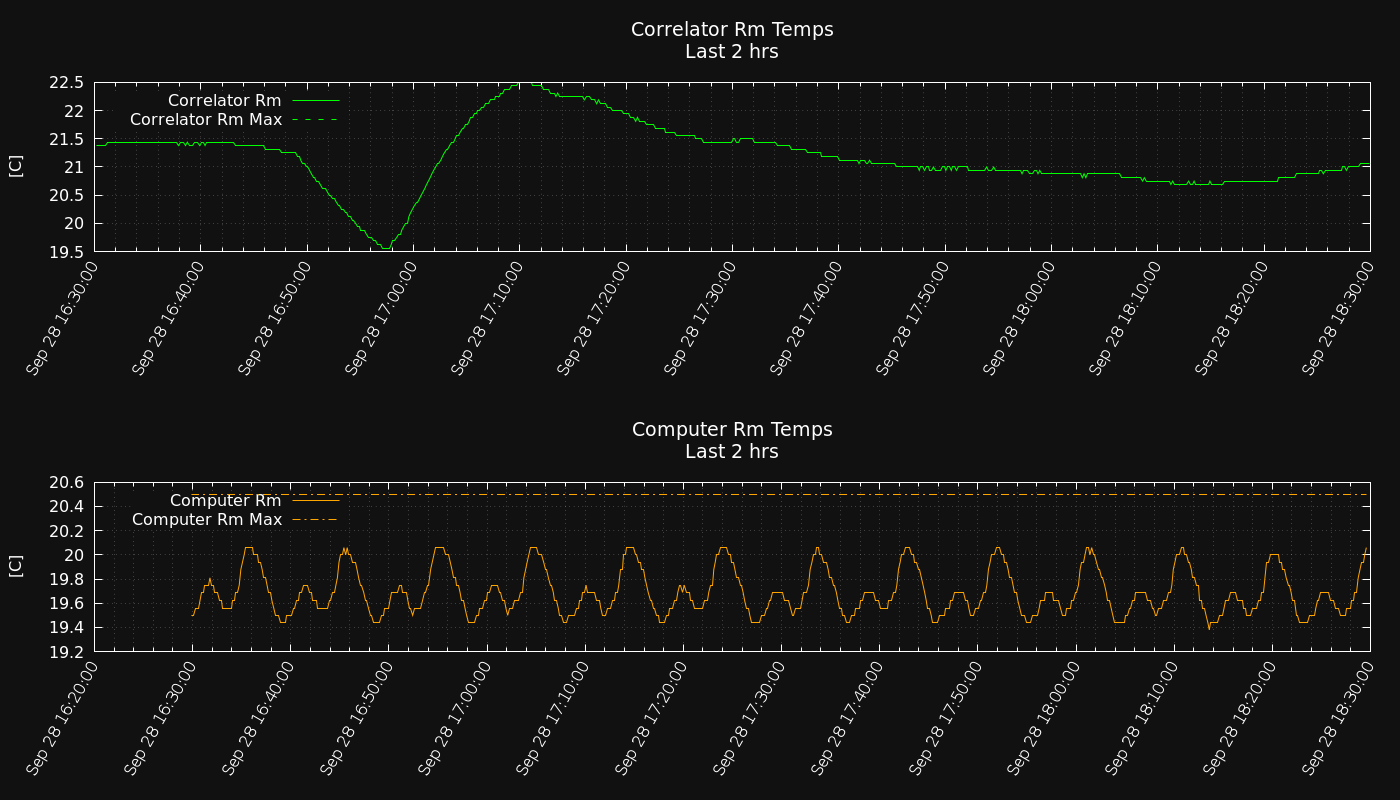 Correlator Rm Temps
Last 2 hrs
Correlator Rm
Correlator Rm Max
[C]
22.5
22
21.5
21
20.5
20
19.5
Sep 28 16:30:00
Sep 28 16:40:00
Sep 28 16:50:00
Sep 28 17:00:00
Sep 28 17:10:00
Sep 28 17:20:00
Sep 28 17:30:00
Sep 28 17:40:00
Sep 28 17:50:00
Sep 28 18:00:00
Sep 28 18:10:00
Sep 28 18:20:00
Sep 28 18:30:00
Computer Rm Temps
Last 2 hrs
Computer Rm
Computer Rm Max
[C]
20.6
20.4
20.2
20
19.8
19.6
19.4
19.2
Sep 28 16:20:00
Sep 28 16:30:00
Sep 28 16:40:00
Sep 28 16:50:00
Sep 28 17:00:00
Sep 28 17:10:00
Sep 28 17:20:00
Sep 28 17:30:00
Sep 28 17:40:00
Sep 28 17:50:00
Sep 28 18:00:00
Sep 28 18:10:00
Sep 28 18:20:00
Sep 28 18:30:00